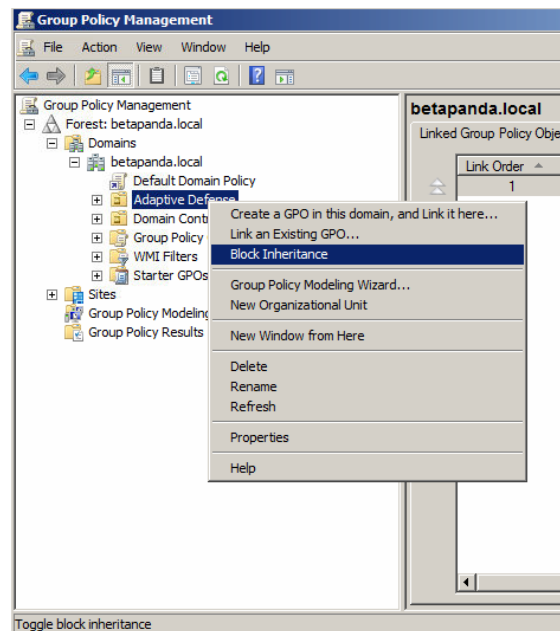 Group Policy Management
File Action View Window Help
Group Policy Management
Forest: betapanda.local
Domains
betapanda.local
Default Domain Policy
Adaptive Defense
Domain Contr
Group Policy
WMI Filters
Starter GPOs
Sites
Group Policy Modeling
Group Policy Results
betapanda.local
Linked Group Policy Obje
Link Order
1
Create a GPO in this domain, and Link it here...
Link an Existing GPO...
Block Inheritance
Group Policy Modeling Wizard...
New Organizational Unit
New Window from Here
Delete
Rename
Refresh
Properties
Help
Toggle block inheritance